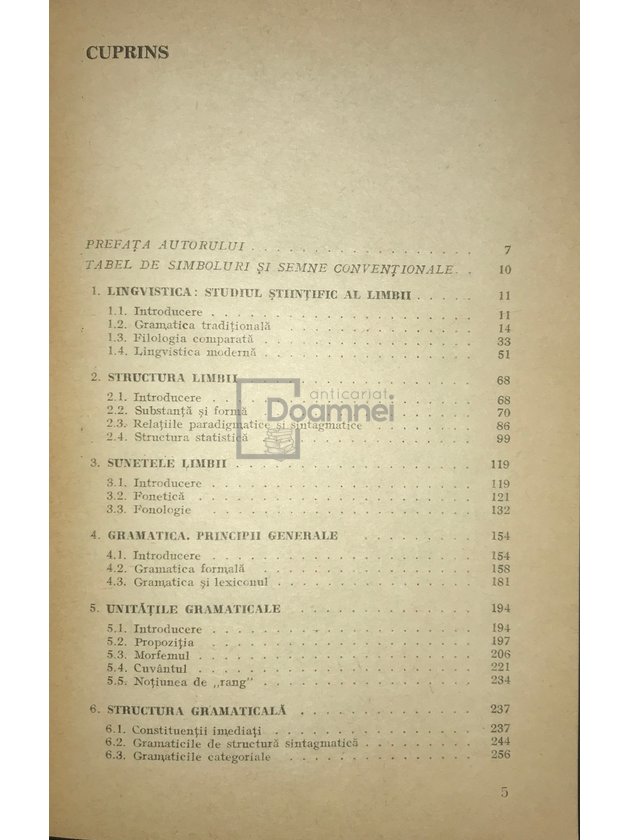 CUPRINS
PREFAȚA AUTORULUI . . . . . . . . . . . . . . . . . 7
TABEL DE SIMBOLURI ȘI SEMNE CONVENȚIONALE . . 10
1. LINGVISTICA: STUDIUL ȘTIINȚIFIC AL LIMBII . . . . . 11
1.1. Introducere . . . . . . . . . . . . . . . . . . 11
1.2. Gramatica tradițională . . . . . . . . . . . . . . 14
1.3. Filologia comparată . . . . . . . . . . . . . . . 33
1.4. Lingvistica modernă . . . . . . . . . . . . . . . 51
2. STRUCTURA LIMBII . . . . . . . . . . . . . . . . 68
2.1. Introducere . . . . . . . . . . . . . . . . . . 68
2.2. Substanță și formă . . . . . . . . . . . . . . . 70
2.3. Relațiile paradigmatice și sintagmatice . . . . . . . . 86
2.4. Structura statistică . . . . . . . . . . . . . . . 99
anticariat
Doamnei
3. SUNETELE LIMBII . . . . . . . . . . . . . . . . 119
3.1. Introducere . . . . . . . . . . . . . . . . . . 119
3.2. Fonetică . . . . . . . . . . . . . . . . . . . 121
3.3. Fonologie . . . . . . . . . . . . . . . . . . 132
4. GRAMATICA. PRINCIPII GENERALE . . . . . . . . 154
4.1. Introducere . . . . . . . . . . . . . . . . . . 154
4.2. Gramatica formală . . . . . . . . . . . . . . . 158
4.3. Gramatica și lexiconul . . . . . . . . . . . . . . 181
5. UNITĂȚILE GRAMATICALE . . . . . . . . . . . . 194
5.1. Introducere . . . . . . . . . . . . . . . . . . 194
5.2. Propoziția . . . . . . . . . . . . . . . . . . 197
5.3. Morfemul . . . . . . . . . . . . . . . . . . 206
5.4. Cuvântul . . . . . . . . . . . . . . . . . . . 221
5.5. Noțiunea de „rang" . . . . . . . . . . . . . . . 234
6. STRUCTURA GRAMATICALĂ . . . . . . . . . . . . 237
6.1. Constituenții imediați . . . . . . . . . . . . . . 237
6.2. Gramaticile de structură sintagmatică . . . . . . . . . 244
6.3. Gramaticile categoriale . . . . . . . . . . . . . . 256
5